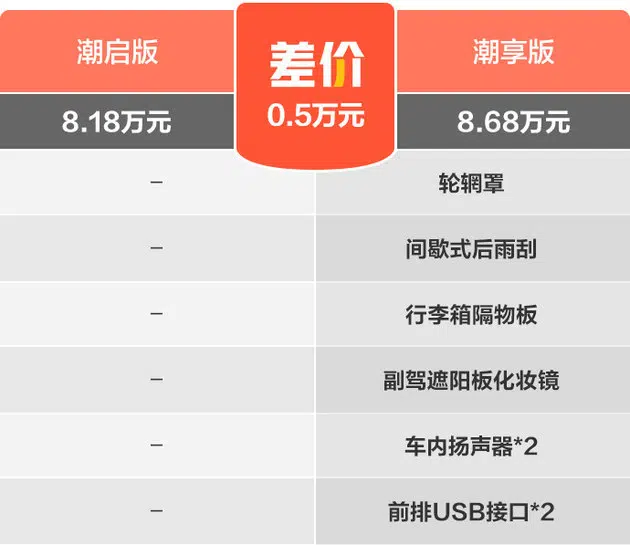 潮启版 差价 潮享版
8.18万元 0.5万元 8.68万元
– 轮辋罩
– 间歇式后雨刮
– 行李箱隔物板
– 副驾遮阳板化妆镜
– 车内扬声器*2
– 前排USB接口*2